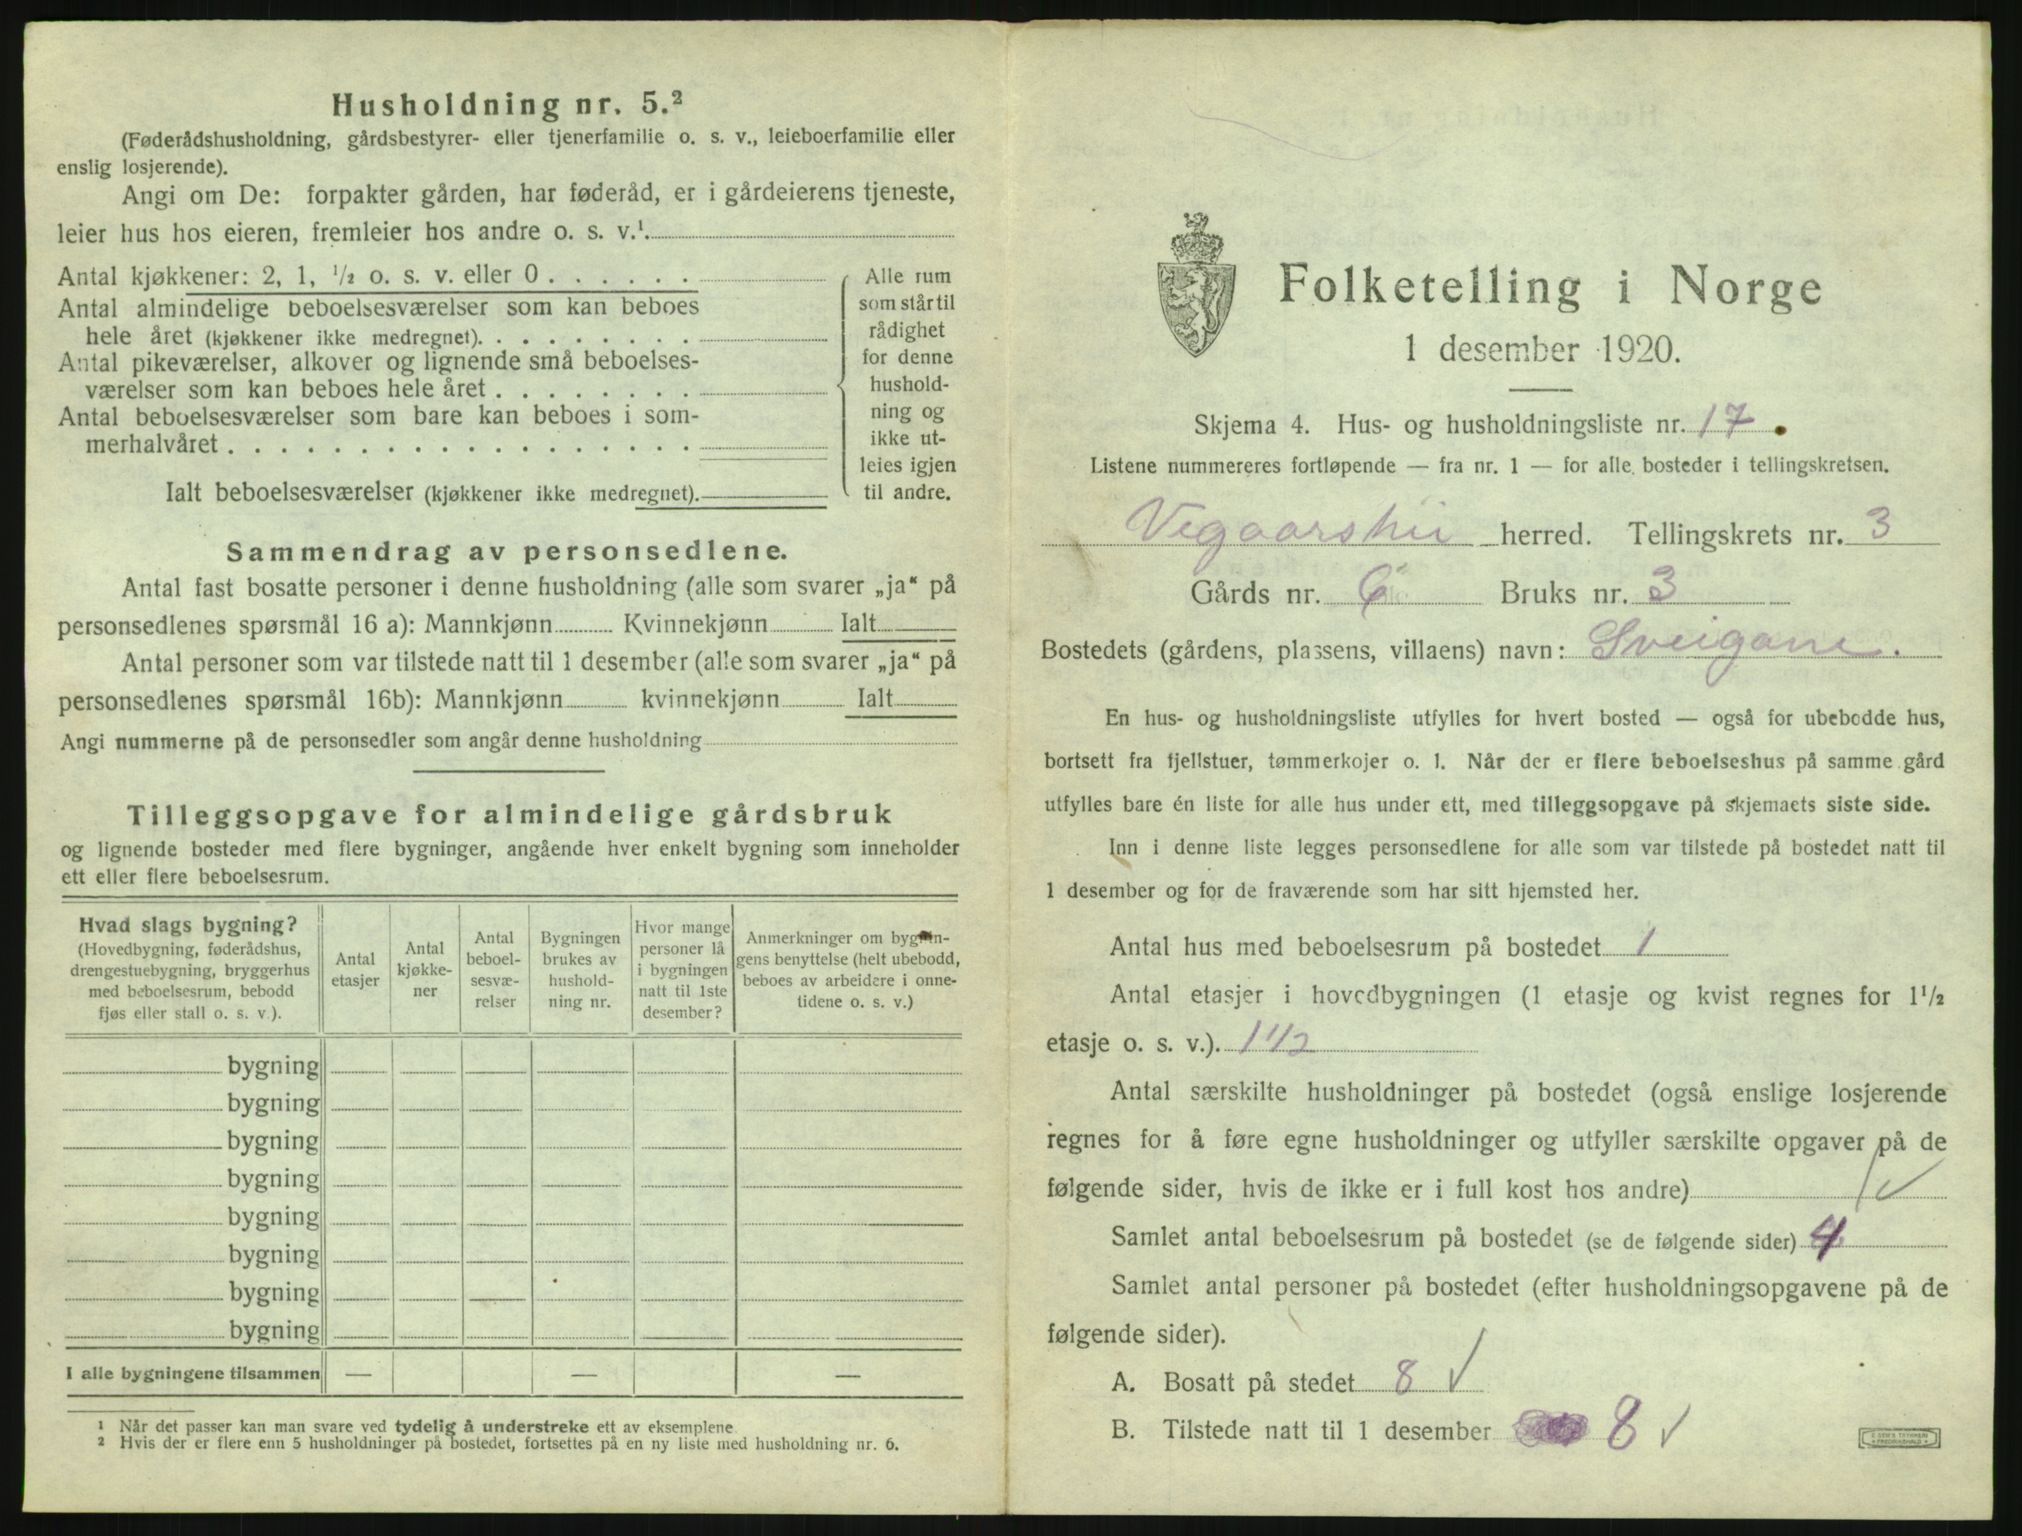 Husholdning nr. 5.²
(Føderådshusholdning, gårdsbestyrer- eller tjenerfamilie o. s. v., leieboerfamilie eller
enslig losjerende).
Angi om De: forpakter gården, har føderåd, er i gårdeierens tjeneste,
leier hus hos eieren, fremleier hos andre o. s. v.¹
Antal kjøkkener: 2, 1, ½ o. s. v. eller 0 . . . . . .
Antal almindelige beboelsesværelser som kan beboes
hele året (kjøkkener ikke medregnet). . . . . . . . .
Antal pikeværelser, alkover og lignende små beboelses-
værelser som kan beboes hele året . . . . . . . .
Antal beboelsesværelser som bare kan beboes i som-
merhalvåret . . . . . . . . . . . . . . . . . .
Ialt beboelsesværelser (kjøkkener ikke medregnet).
Alle rum
som står til
rådighet
for denne
hushold-
ning og
ikke ut-
leies igjen
til andre.
Sammendrag av personsedlene.
Antal fast bosatte personer i denne husholdning (alle som svarer „ja“ på
personsedlenes spørsmål 16 a): Mannkjønn Kvinnekjønn Ialt
Antal personer som var tilstede natt til 1 desember (alle som svarer „ja“ på
personsedlenes spørsmål 16b): Mannkjønn kvinnekjønn Ialt
Angi nummerne på de personsedler som angår denne husholdning
Tilleggsopgave for almindelige gårdsbruk
og lignende bosteder med flere bygninger, angående hver enkelt bygning som inneholder
ett eller flere beboelsesrum.
Hvad slags bygning?
(Hovedbygning, føderådshus,
drengestuebygning, bryggerhus
med beboelsesrum, bebodd
fjøs eller stall o. s. v.).
Antal
etasjer
Antal
kjøkke-
ner
Antal
beboel-
sesvæ-
relser
Bygningen
brukes av
hushold-
ning nr.
Hvor mange
personer lå
i bygningen
natt til 1ste
desember?
Anmerkninger om bygnin-
gens benyttelse (helt ubebodd,
beboes av arbeidere i onne-
tidene o. s. v.)
bygning
bygning
bygning
bygning
bygning
bygning
bygning
bygning
I alle bygningene tilsammen — — —
¹ Når det passer kan man svare ved tydelig å understreke ett av eksemplene.
² Hvis der er flere enn 5 husholdninger på bostedet, fortsettes på en ny liste med husholdning nr. 6.
Folketelling i Norge
1 desember 1920.
Skjema 4. Hus- og husholdningsliste nr. 17.
Listene nummereres fortløpende — fra nr. 1 — for alle bosteder i tellingskretsen.
Vegaarshei herred. Tellingskrets nr. 3
Gårds nr. 6 Bruks nr. 3
Bostedets (gårdens, plassens, villaens) navn: Sveigane.
En hus- og husholdningsliste utfylles for hvert bosted — også for ubebodde hus,
bortsett fra fjellstuer, tømmerkojer o. l. Når der er flere beboelseshus på samme gård
utfylles bare én liste for alle hus under ett, med tilleggsopgave på skjemaets siste side.
Inn i denne liste legges personsedlene for alle som var tilstede på bostedet natt til
1 desember og for de fraværende som har sitt hjemsted her.
Antal hus med beboelsesrum på bostedet 1
Antal etasjer i hovedbygningen (1 etasje og kvist regnes for 1½
etasje o. s. v.). 1 1/2
Antal særskilte husholdninger på bostedet (også enslige losjerende
regnes for å føre egne husholdninger og utfyller særskilte opgaver på de
følgende sider, hvis de ikke er i full kost hos andre) 1 ✓
Samlet antal beboelsesrum på bostedet (se de følgende sider) 4
Samlet antal personer på bostedet (efter husholdningsopgavene på de
følgende sider).
A. Bosatt på stedet 8 ✓
B. Tilstede natt til 1 desember 8 ✓